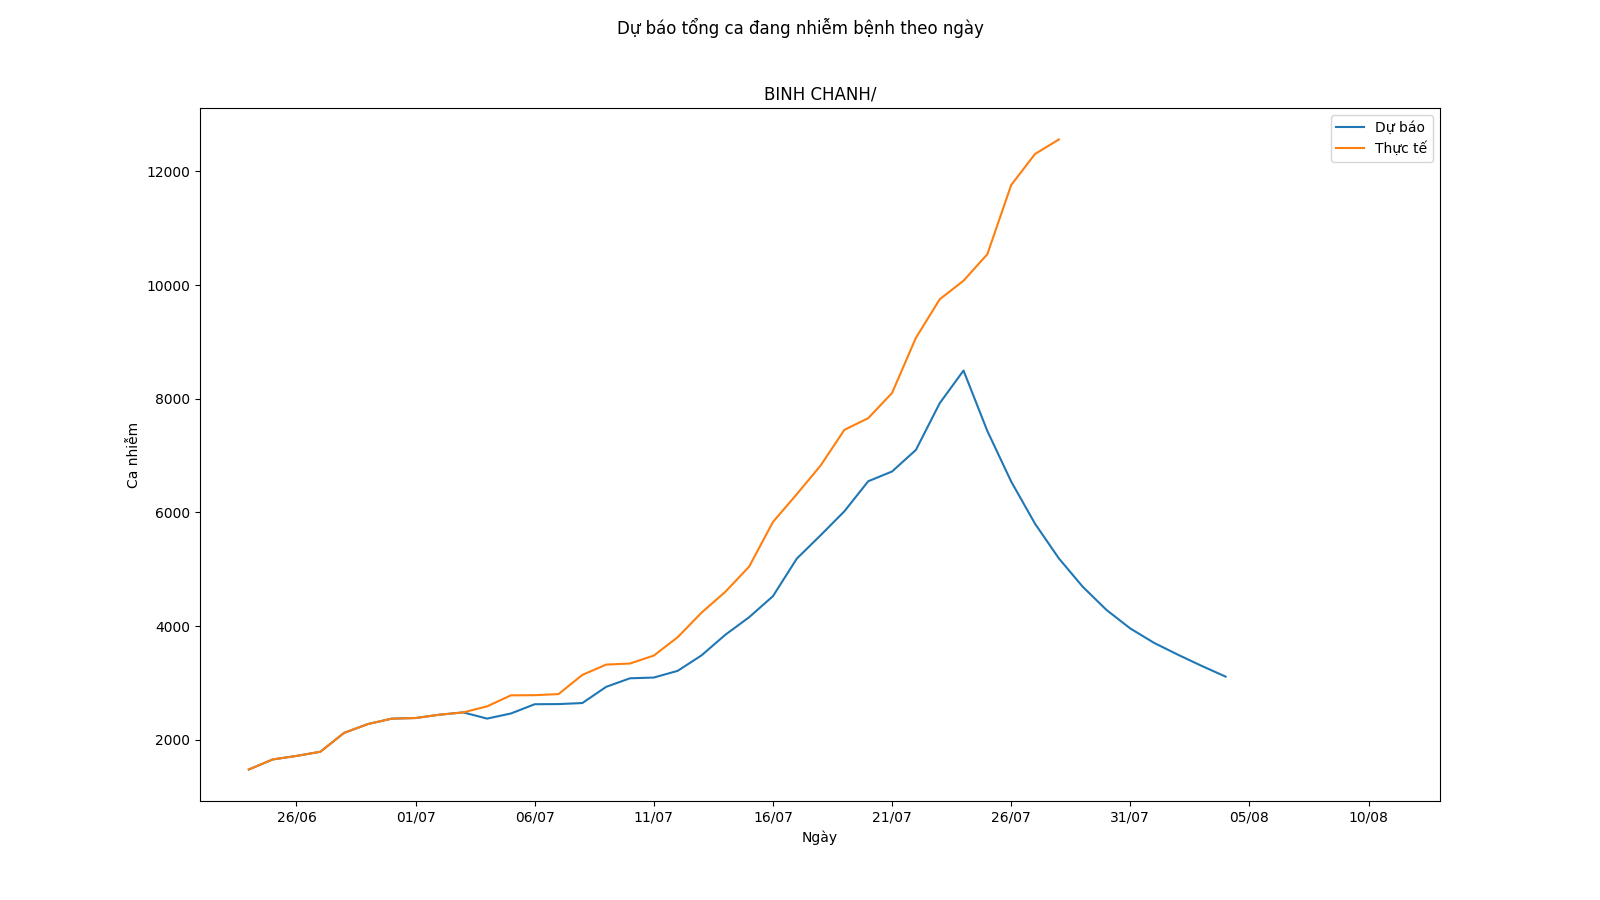 Dự báo tổng ca đang nhiễm bệnh theo ngày
BINH CHANH/
Dự báo
Thực tế
12000
10000
8000
6000
4000
2000
Ca nhiễm
26/06 01/07 06/07 11/07 16/07 21/07 26/07 31/07 05/08 10/08
Ngày